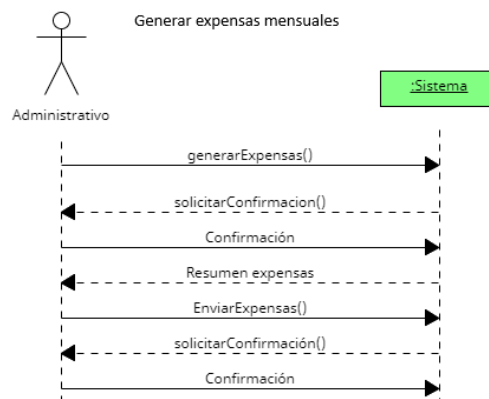 Generar expensas mensuales
:Sistema
Administrativo
generarExpensas()
solicitarConfirmacion()
Confirmación
Resumen expensas
EnviarExpensas()
solicitarConfirmación()
Confirmación